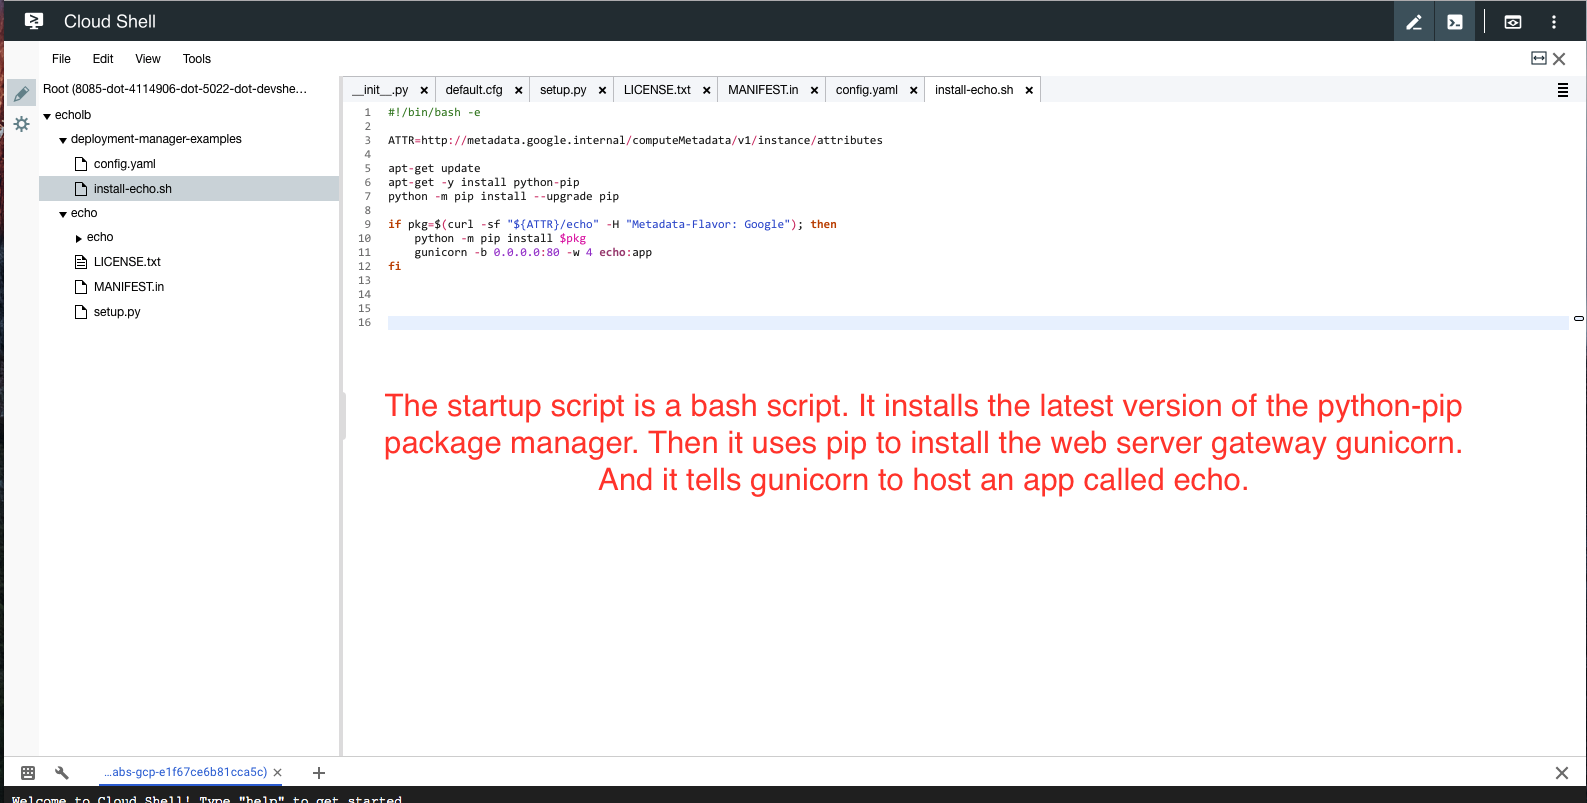 Cloud Shell
File Edit View Tools
Root (8085-dot-4114906-dot-5022-dot-devshe...
echolb
deployment-manager-examples
config.yaml
install-echo.sh
echo
echo
LICENSE.txt
MANIFEST.in
setup.py
__init__.py × default.cfg × setup.py × LICENSE.txt × MANIFEST.in × config.yaml × install-echo.sh ×
1 #!/bin/bash -e
2
3 ATTR=http://metadata.google.internal/computeMetadata/v1/instance/attributes
4
5 apt-get update
6 apt-get -y install python-pip
7 python -m pip install --upgrade pip
8
9 if pkg=$(curl -sf "${ATTR}/echo" -H "Metadata-Flavor: Google"); then
10     python -m pip install $pkg
11     gunicorn -b 0.0.0.0:80 -w 4 echo:app
12 fi
13
14
15
16
The startup script is a bash script. It installs the latest version of the python-pip
package manager. Then it uses pip to install the web server gateway gunicorn.
And it tells gunicorn to host an app called echo.
...abs-gcp-e1f67ce6b81cca5c) × +
Welcome to Cloud Shell! Type "help" to get started